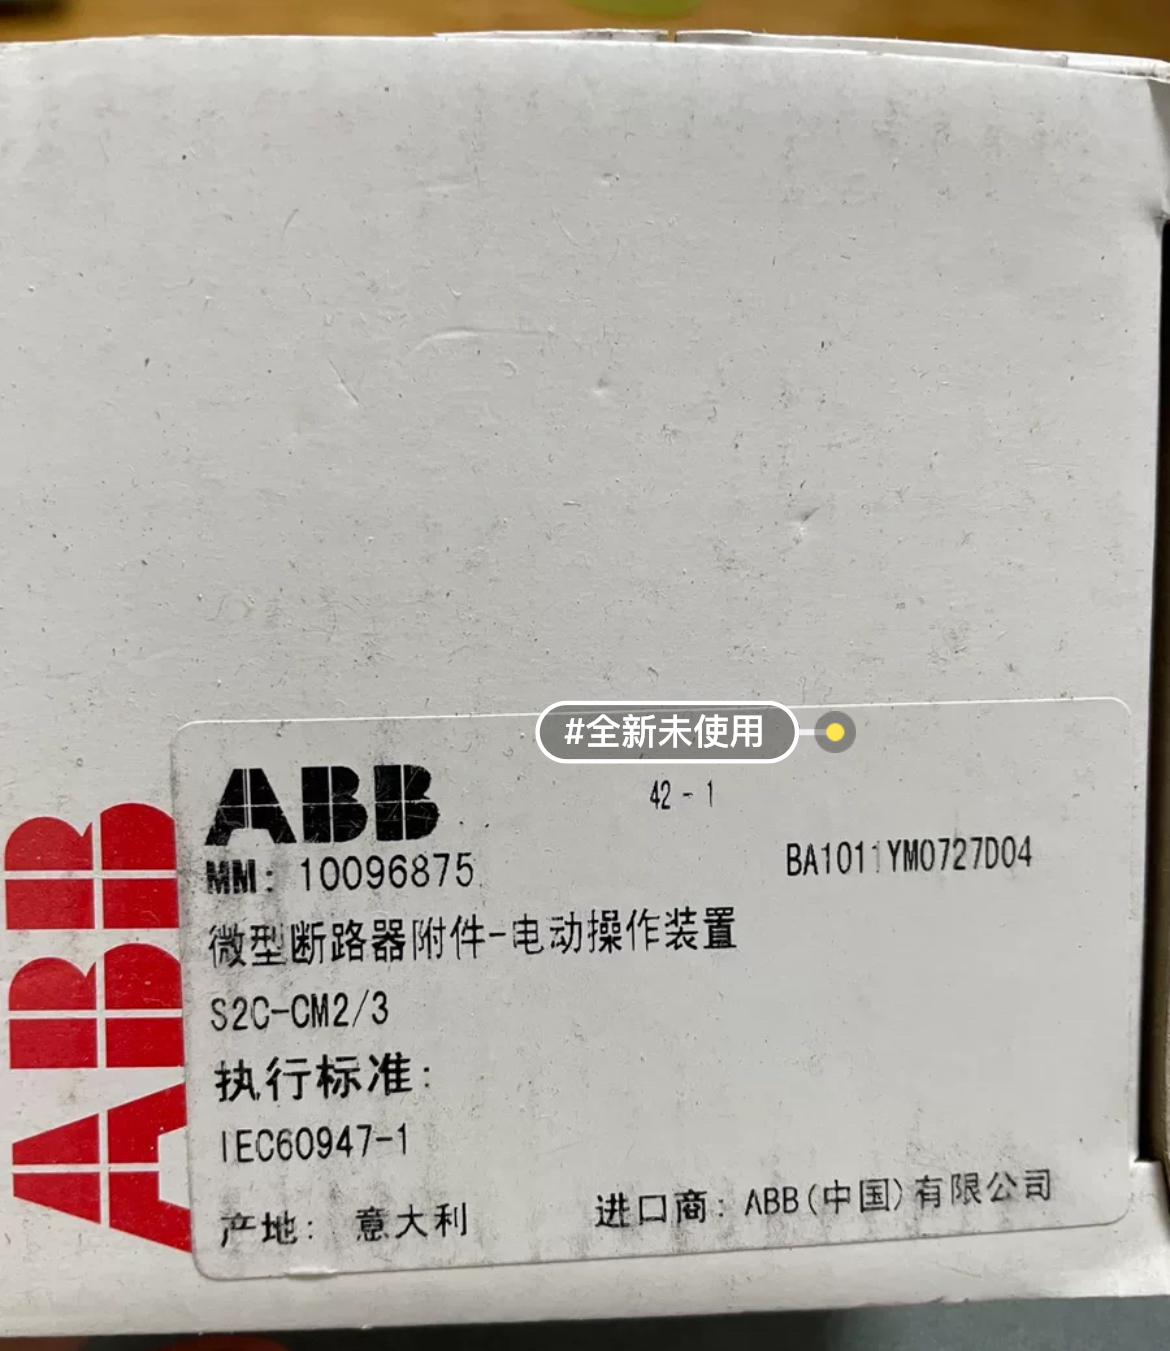 #全新未使用
ABB
42 - 1
MM: 10096875
BA1011YM0727D04
微型断路器附件-电动操作装置
S2C-CM2/3
执行标准:
IEC60947-1
产地: 意大利
进口商: ABB(中国)有限公司
ABB